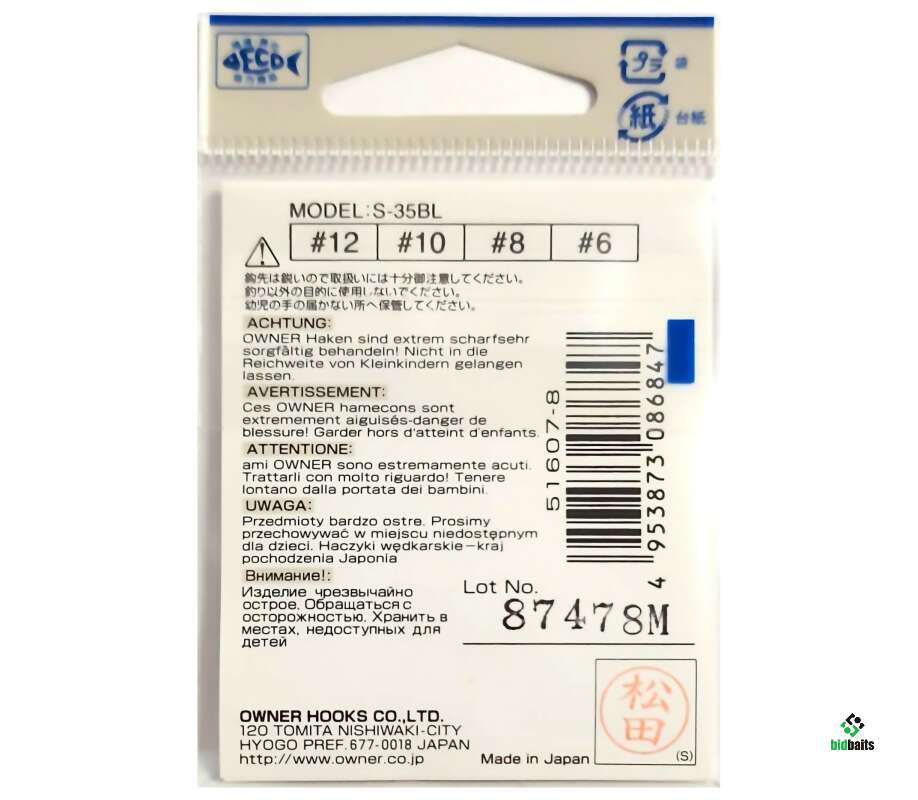 ECO
プラ
袋
紙
台紙
MODEL:S-35BL
#12 #10 #8 #6
鈎先は鋭いので取扱いには十分御注意してください。
釣り以外の目的に使用しないでください。
幼児の手の届かない所へ保管してください。
ACHTUNG:
OWNER Haken sind extrem scharfsehr
sorgfältig behandeln! Nicht in die
Reichweite von Kleinkindern gelangen
lassen.
AVERTISSEMENT:
Ces OWNER hamecons sont
extremement aiguisés-danger de
blessure! Garder hors d'atteint d'enfants.
ATTENTIONE:
ami OWNER sono estremamente acuti.
Trattarli con molto riguardo! Tenere
lontano dalla portata dei bambini.
UWAGA:
Przedmioty bardzo ostre. Prosimy
przechowywać w miejscu niedostępnym
dla dzieci. Haczyki wędkarskie-kraj
pochodzenia Japonia
Внимание!:
Изделие чрезвычайно
острое. Обращаться с
осторожностью. Хранить в
местах, недоступных для
детей
51607-8
4 953873 086847
Lot No.
87478M
OWNER HOOKS CO.,LTD.
120 TOMITA NISHIWAKI-CITY
HYOGO PREF.677-0018 JAPAN
http://www.owner.co.jp
Made in Japan
松田
(S)
bidbaits